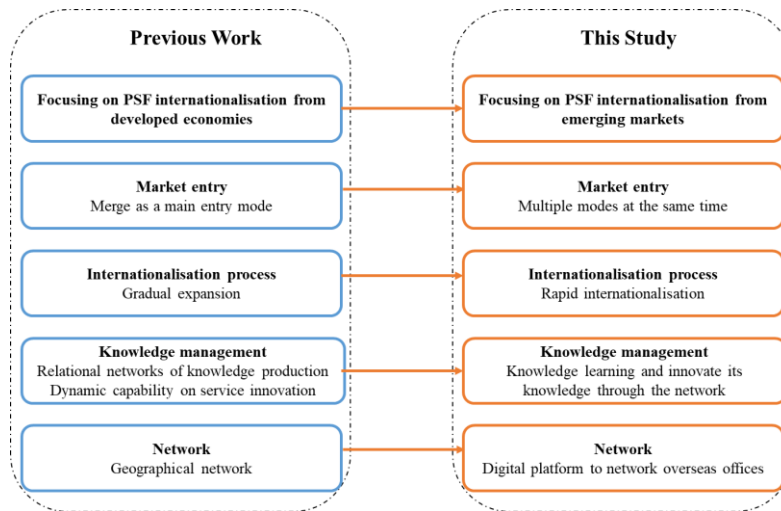 Previous Work
Focusing on PSF internationalisation from
developed economies
Market entry
Merge as a main entry mode
Internationalisation process
Gradual expansion
Knowledge management
Relational networks of knowledge production
Dynamic capability on service innovation
Network
Geographical network
This Study
Focusing on PSF internationalisation from
emerging markets
Market entry
Multiple modes at the same time
Internationalisation process
Rapid internationalisation
Knowledge management
Knowledge learning and innovate its
knowledge through the network
Network
Digital platform to network overseas offices